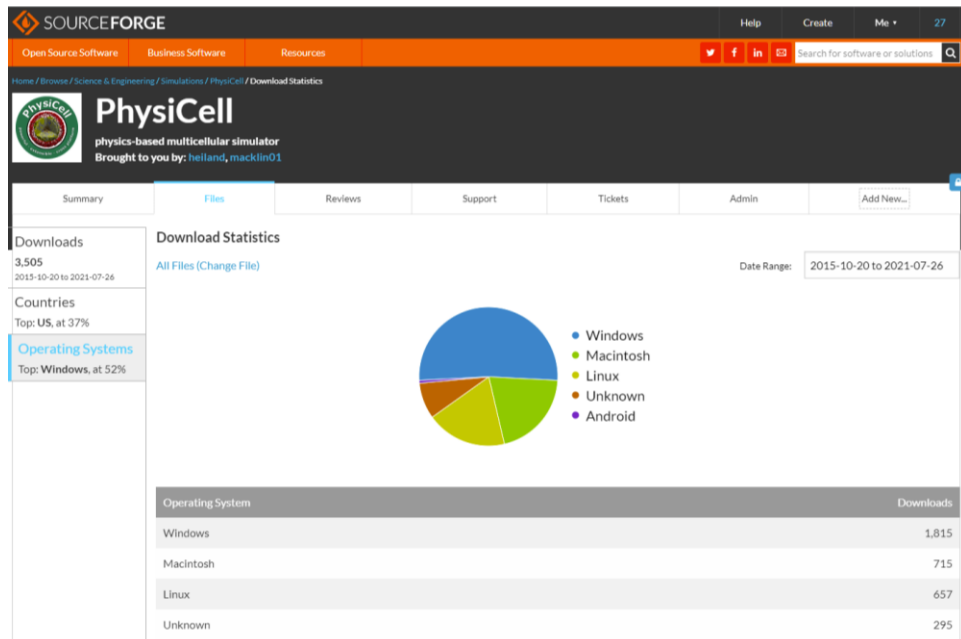 SOURCEFORGE
Help Create Me 27
Open Source Software Business Software Resources
Search for software or solutions
Home / Browse / Science & Engineering / Simulations / PhysiCell / Download Statistics
PhysiCell
PhysiCell
physics-based multicellular simulator
Brought to you by: heiland, macklin01
Summary Files Reviews Support Tickets Admin Add New...
Downloads
3,505
2015-10-20 to 2021-07-26
Countries
Top: US, at 37%
Operating Systems
Top: Windows, at 52%
Download Statistics
All Files (Change File)
Date Range: 2015-10-20 to 2021-07-26
Windows
Macintosh
Linux
Unknown
Android
Operating System Downloads
Windows 1,815
Macintosh 715
Linux 657
Unknown 295